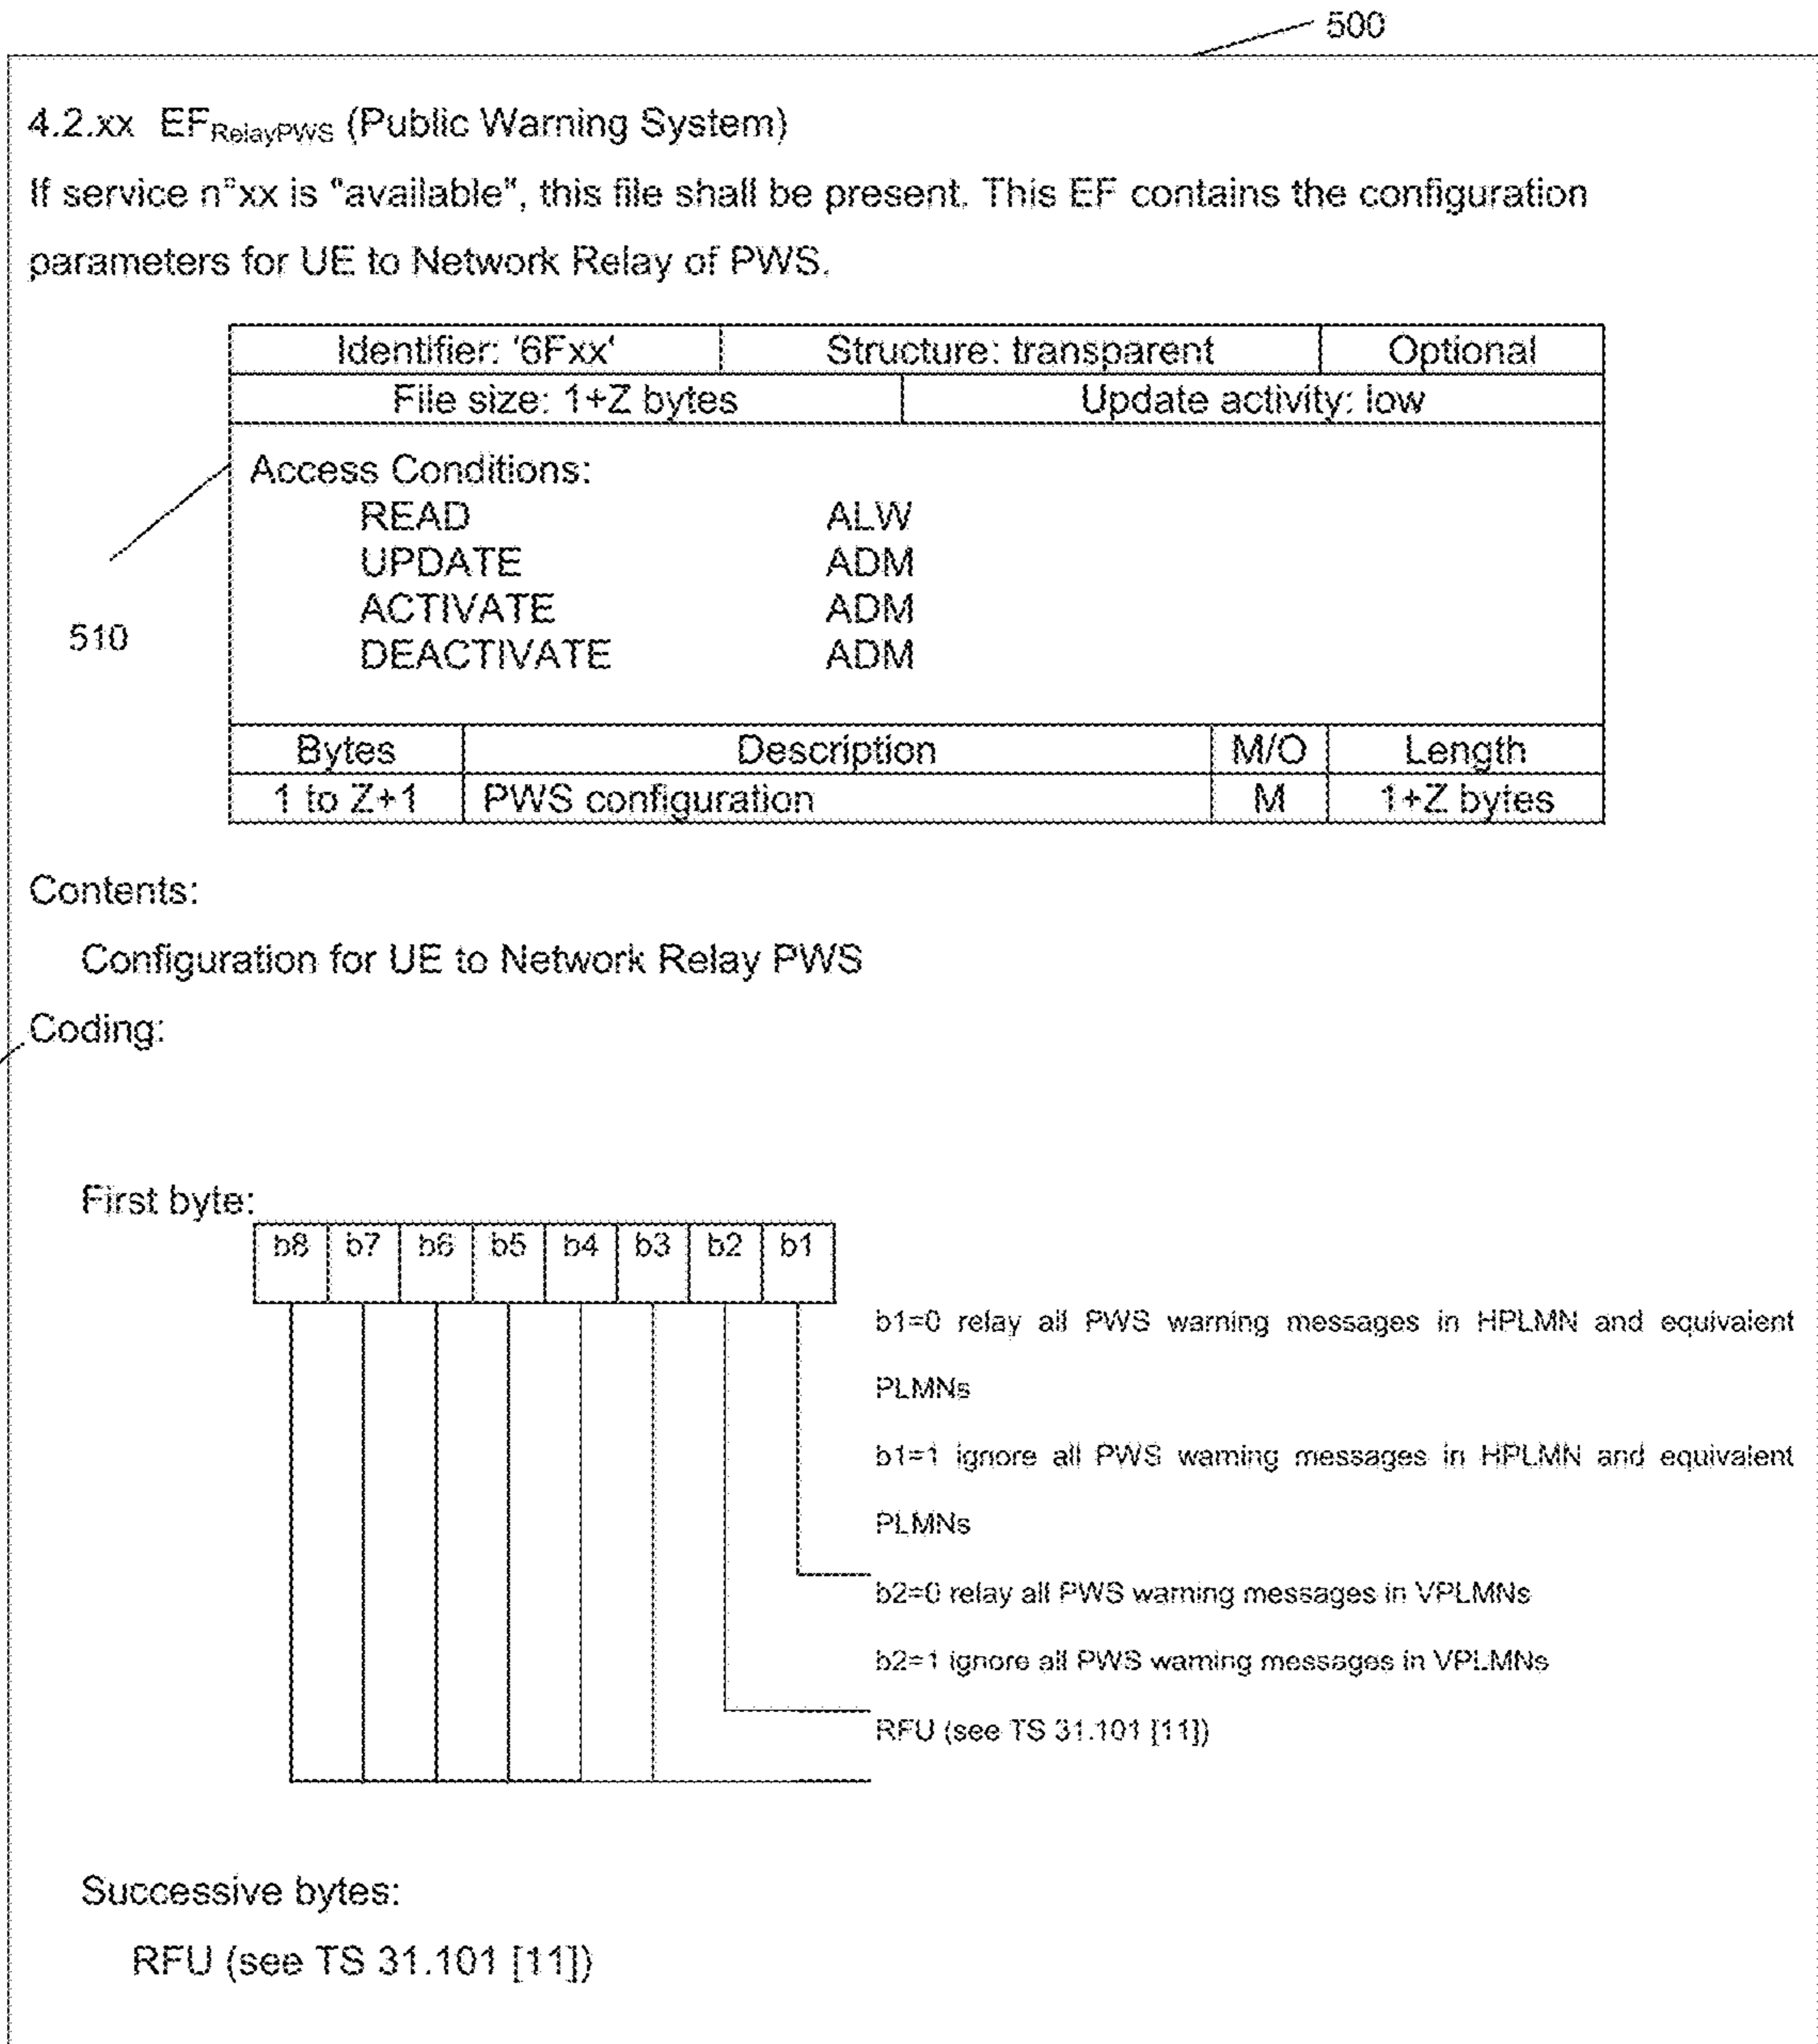 500
4.2.xx EFRelayPWS (Public Warning System)
If service n°xx is "available", this file shall be present. This EF contains the configuration
parameters for UE to Network Relay of PWS.
Identifier: '6Fxx' Structure: transparent Optional
File size: 1+Z bytes Update activity: low
Access Conditions:
READ ALW
UPDATE ADM
ACTIVATE ADM
DEACTIVATE ADM
510
Bytes Description M/O Length
1 to Z+1 PWS configuration M 1+Z bytes
Contents:
Configuration for UE to Network Relay PWS
Coding:
First byte:
b8 b7 b6 b5 b4 b3 b2 b1
b1=0 relay all PWS warning messages in HPLMN and equivalent
PLMNs
b1=1 ignore all PWS warning messages in HPLMN and equivalent
PLMNs
b2=0 relay all PWS warning messages in VPLMNs
b2=1 ignore all PWS warning messages in VPLMNs
RFU (see TS 31.101 [11])
Successive bytes:
RFU (see TS 31.101 [11])